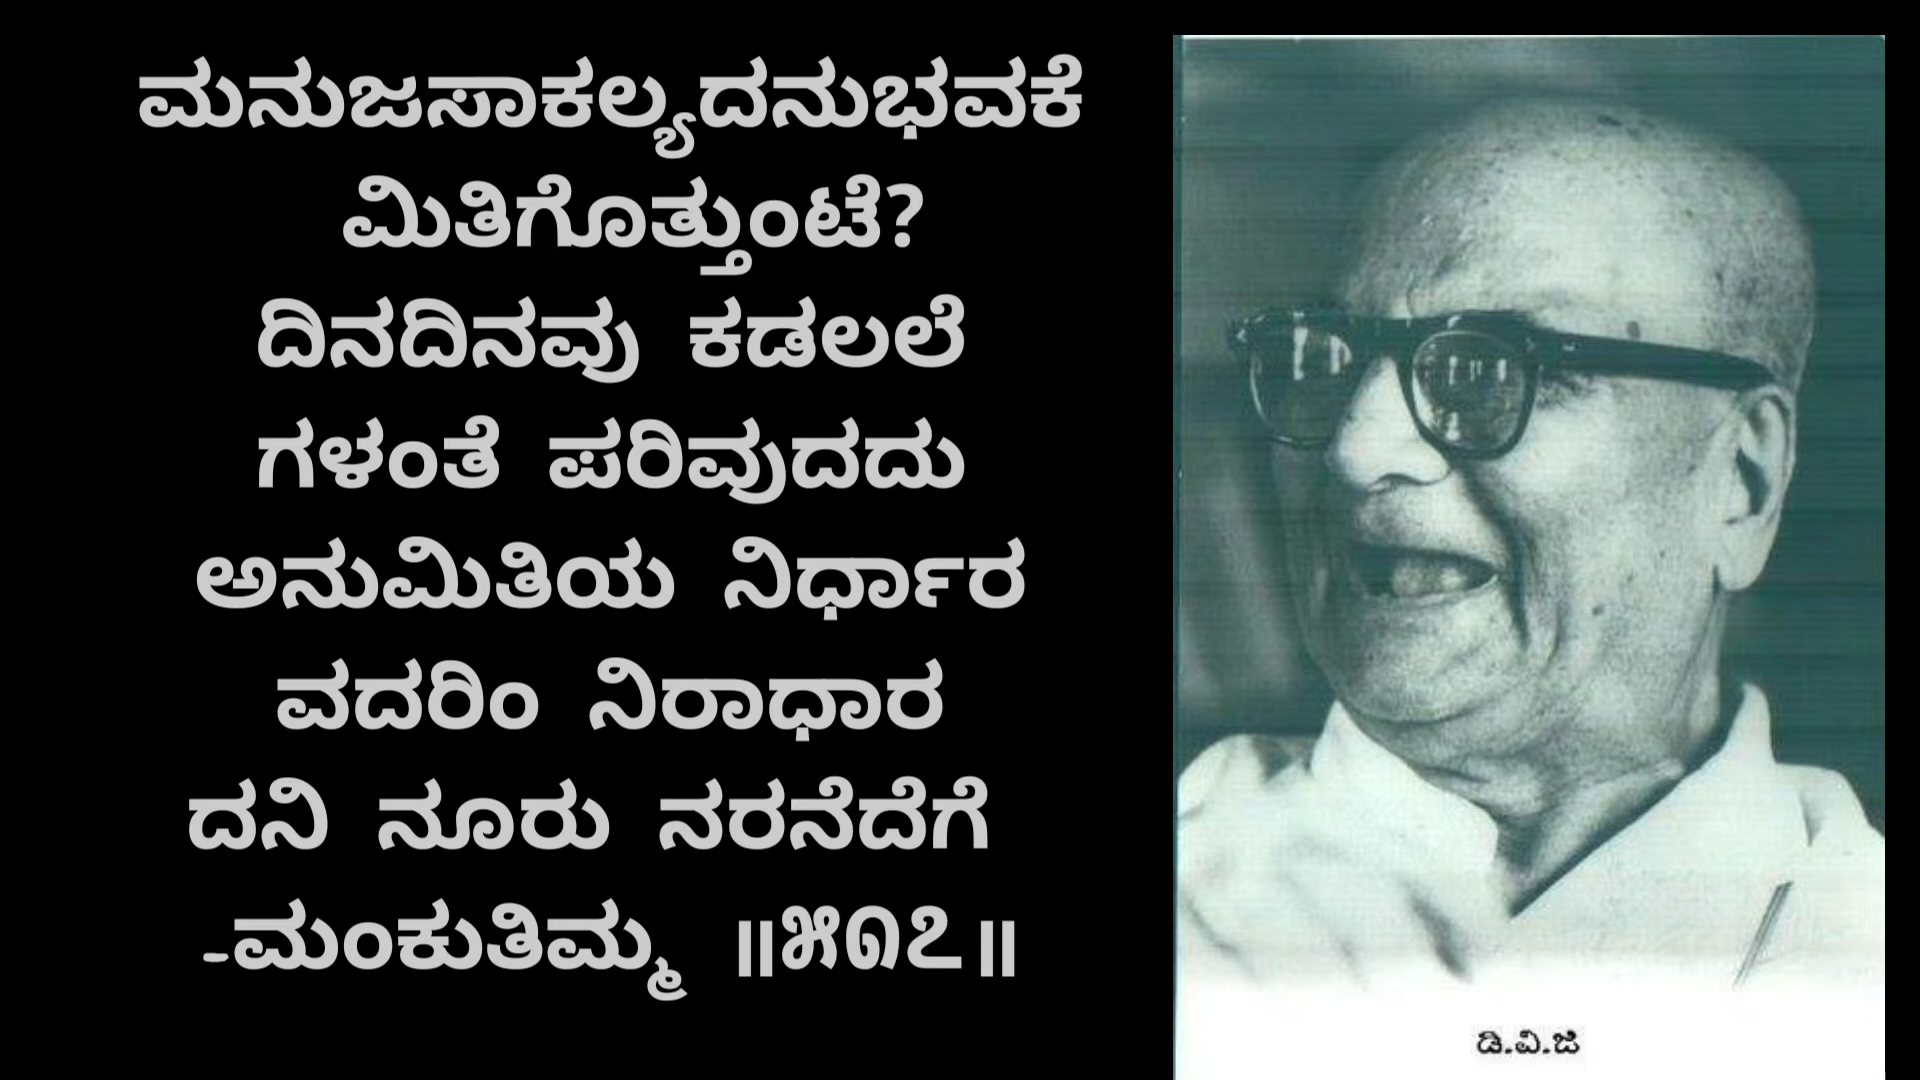 ಮನುಜಸಾಕಲ್ಯದನುಭವಕೆ
ಮಿತಿಗೊತ್ತುಂಟೆ?
ದಿನದಿನವು ಕಡಲಲೆ
ಗಳಂತೆ ಪರಿವುದದು
ಅನುಮಿತಿಯ ನಿರ್ಧಾರ
ವದರಿಂ ನಿರಾಧಾರ
ದನಿ ನೂರು ನರನೆದೆಗೆ
-ಮಂಕುತಿಮ್ಮ ॥೫೧೭॥
ಡಿ.ವಿ.ಜಿ